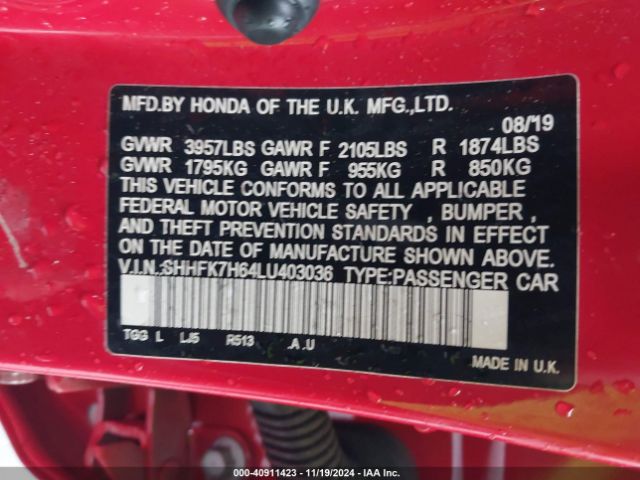 MFD.BY HONDA OF THE U.K. MFG.,LTD.
08/19
GVWR 3957LBS GAWR F 2105LBS R 1874LBS
GVWR 1795KG GAWR F 955KG R 850KG
THIS VEHICLE CONFORMS TO ALL APPLICABLE
FEDERAL MOTOR VEHICLE SAFETY , BUMPER ,
AND THEFT PREVENTION STANDARDS IN EFFECT
ON THE DATE OF MANUFACTURE SHOWN ABOVE.
V.I.N.:SHHFK7H64LU403036 TYPE:PASSENGER CAR
TGG L LJ5 R513 .A .U
MADE IN U.K.
000-40911423 - 11/19/2024 - IAA Inc.